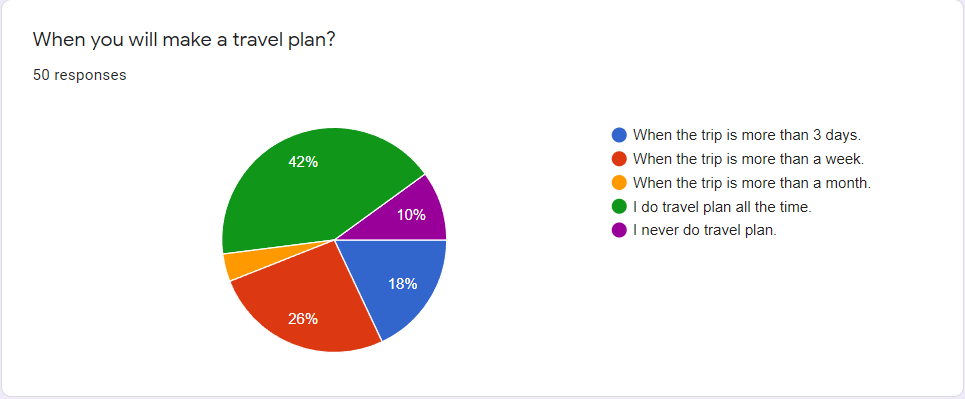 When you will make a travel plan?
50 responses
42%
10%
18%
26%
When the trip is more than 3 days.
When the trip is more than a week.
When the trip is more than a month.
I do travel plan all the time.
I never do travel plan.